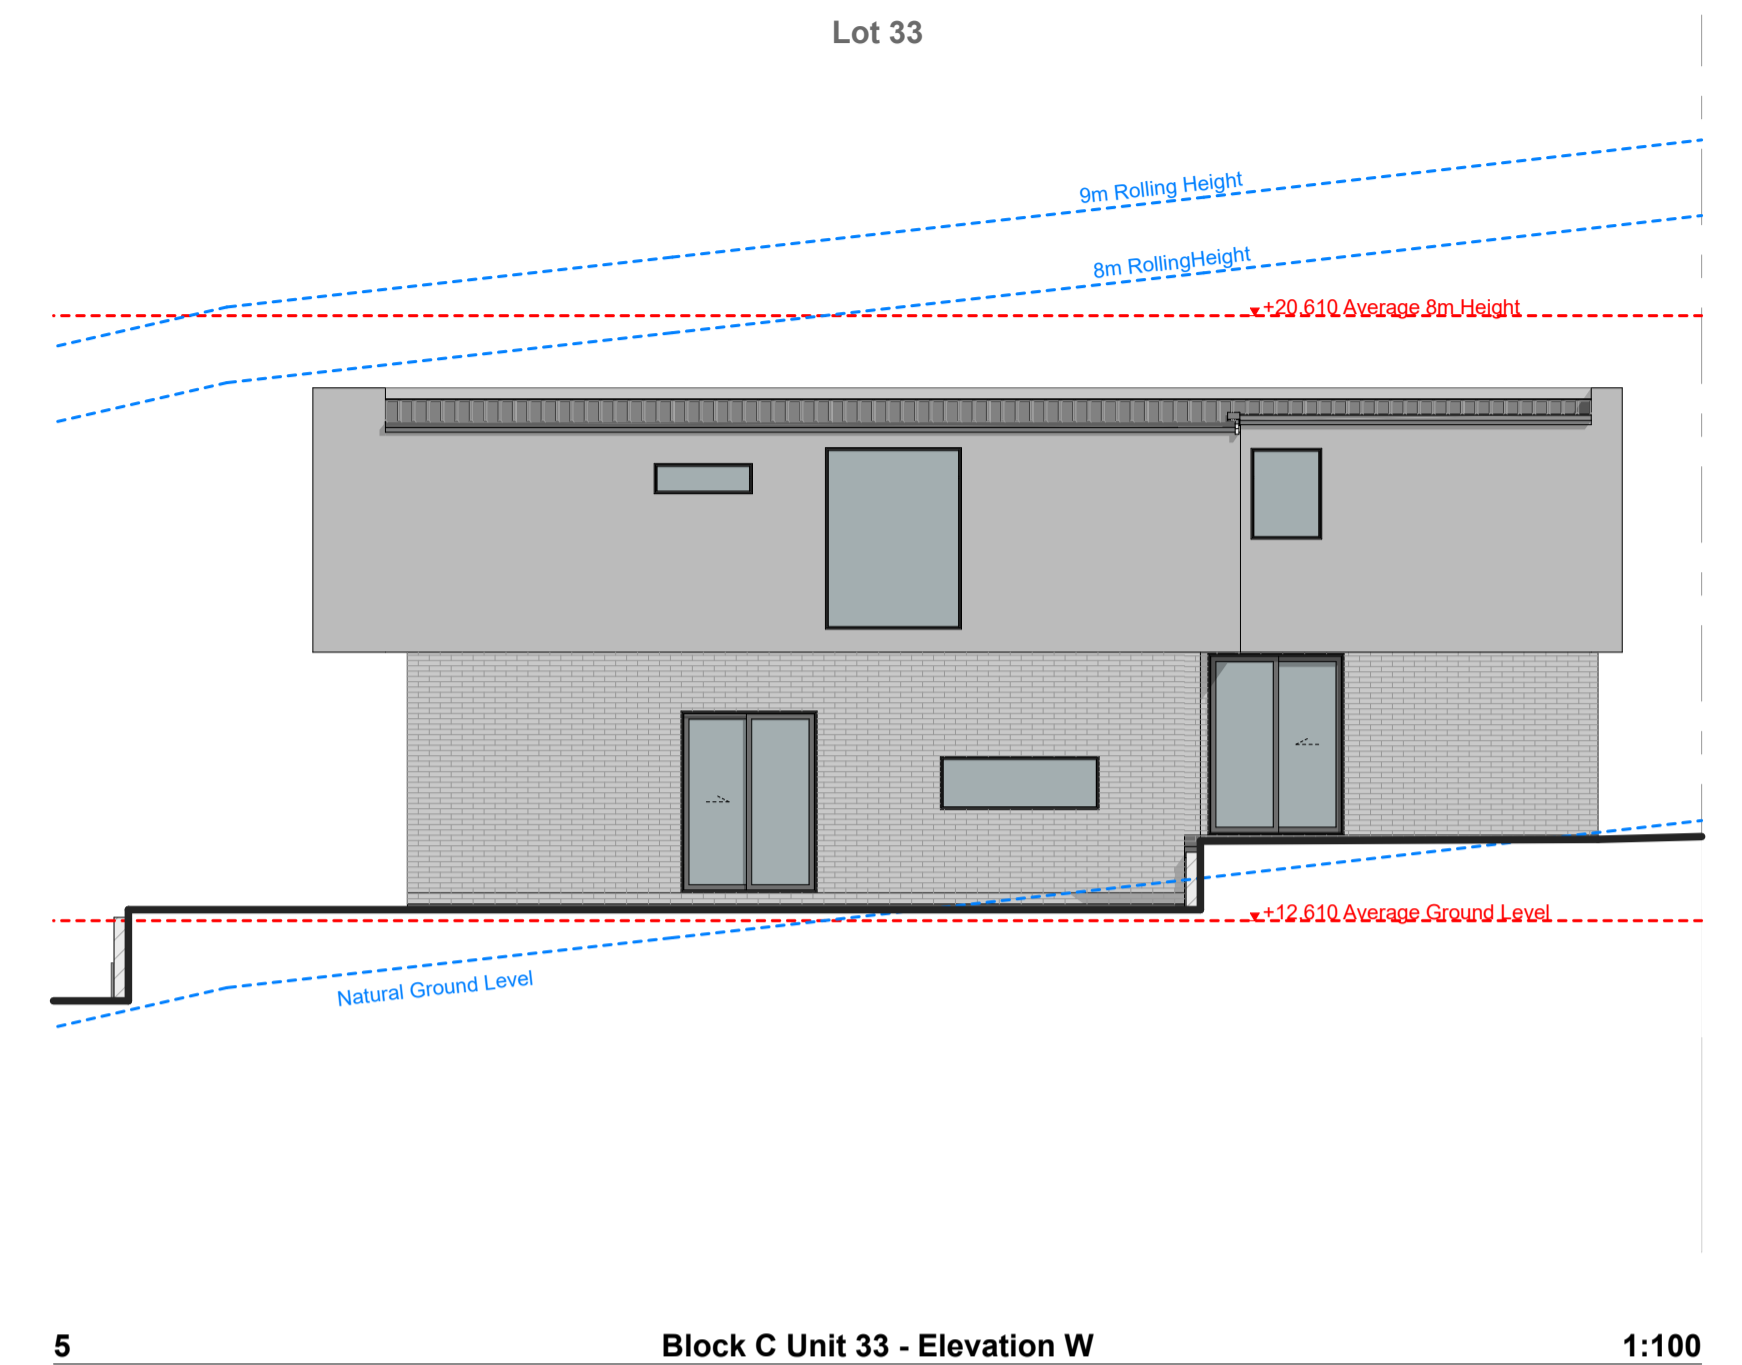 Lot 33
9m Rolling Height
8m RollingHeight
+20,610 Average 8m Height
+12,610 Average Ground Level
Natural Ground Level
5
Block C Unit 33 - Elevation W
1:100